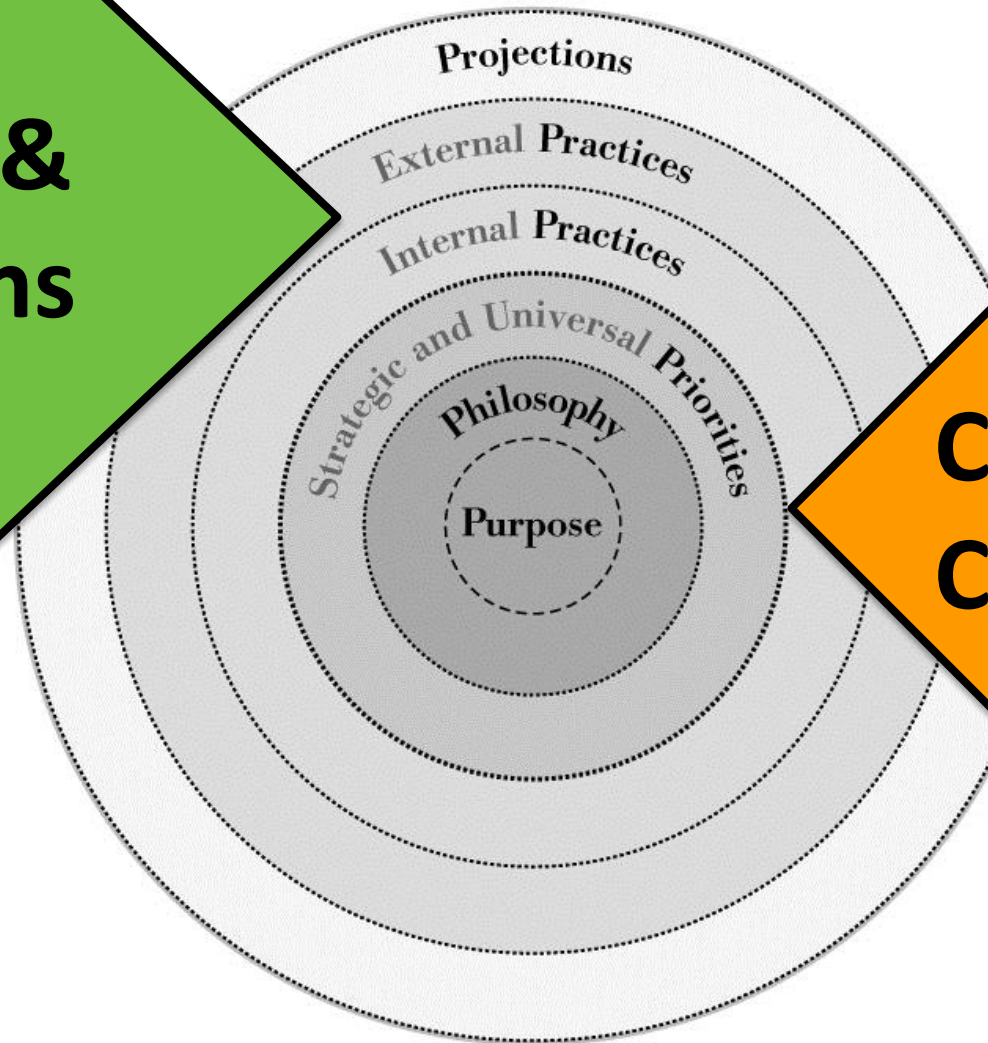 Projections
&
External Practices
Internal Practices
ns
Strategic and Universal Priorities
Philosophy
C
Purpose
C